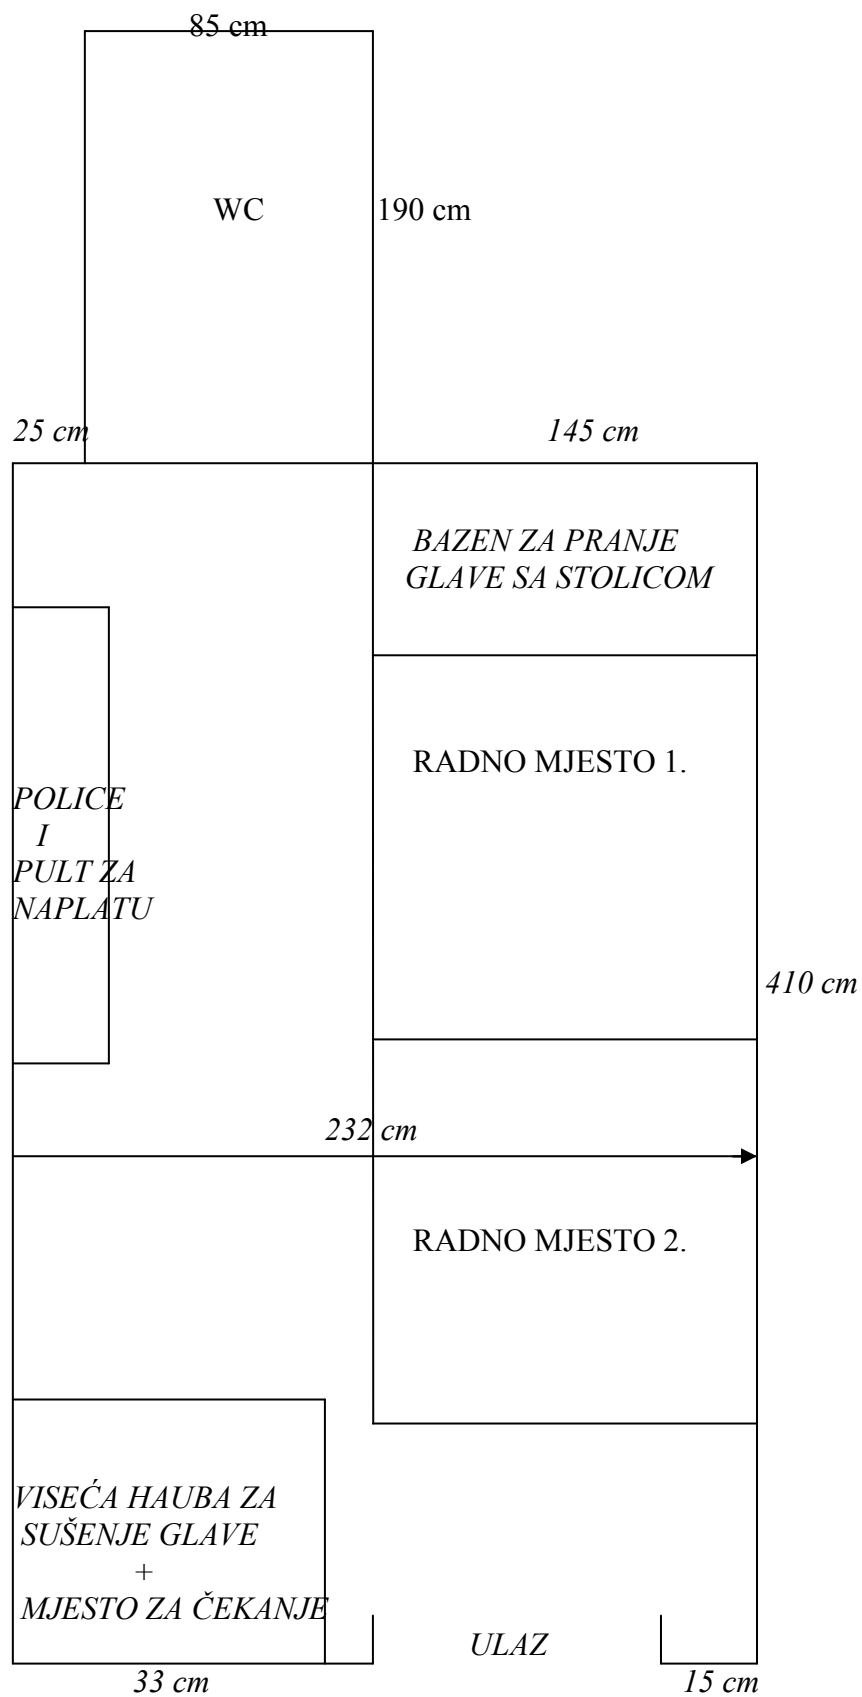 85 cm
WC
190 cm
25 cm
145 cm
BAZEN ZA PRANJE
GLAVE SA STOLICOM
RADNO MJESTO 1.
POLICE
I
PULT ZA
NAPLATU
410 cm
232 cm
RADNO MJESTO 2.
VISEĆA HAUBA ZA
SUŠENJE GLAVE
+
MJESTO ZA ČEKANJE
ULAZ
33 cm
15 cm